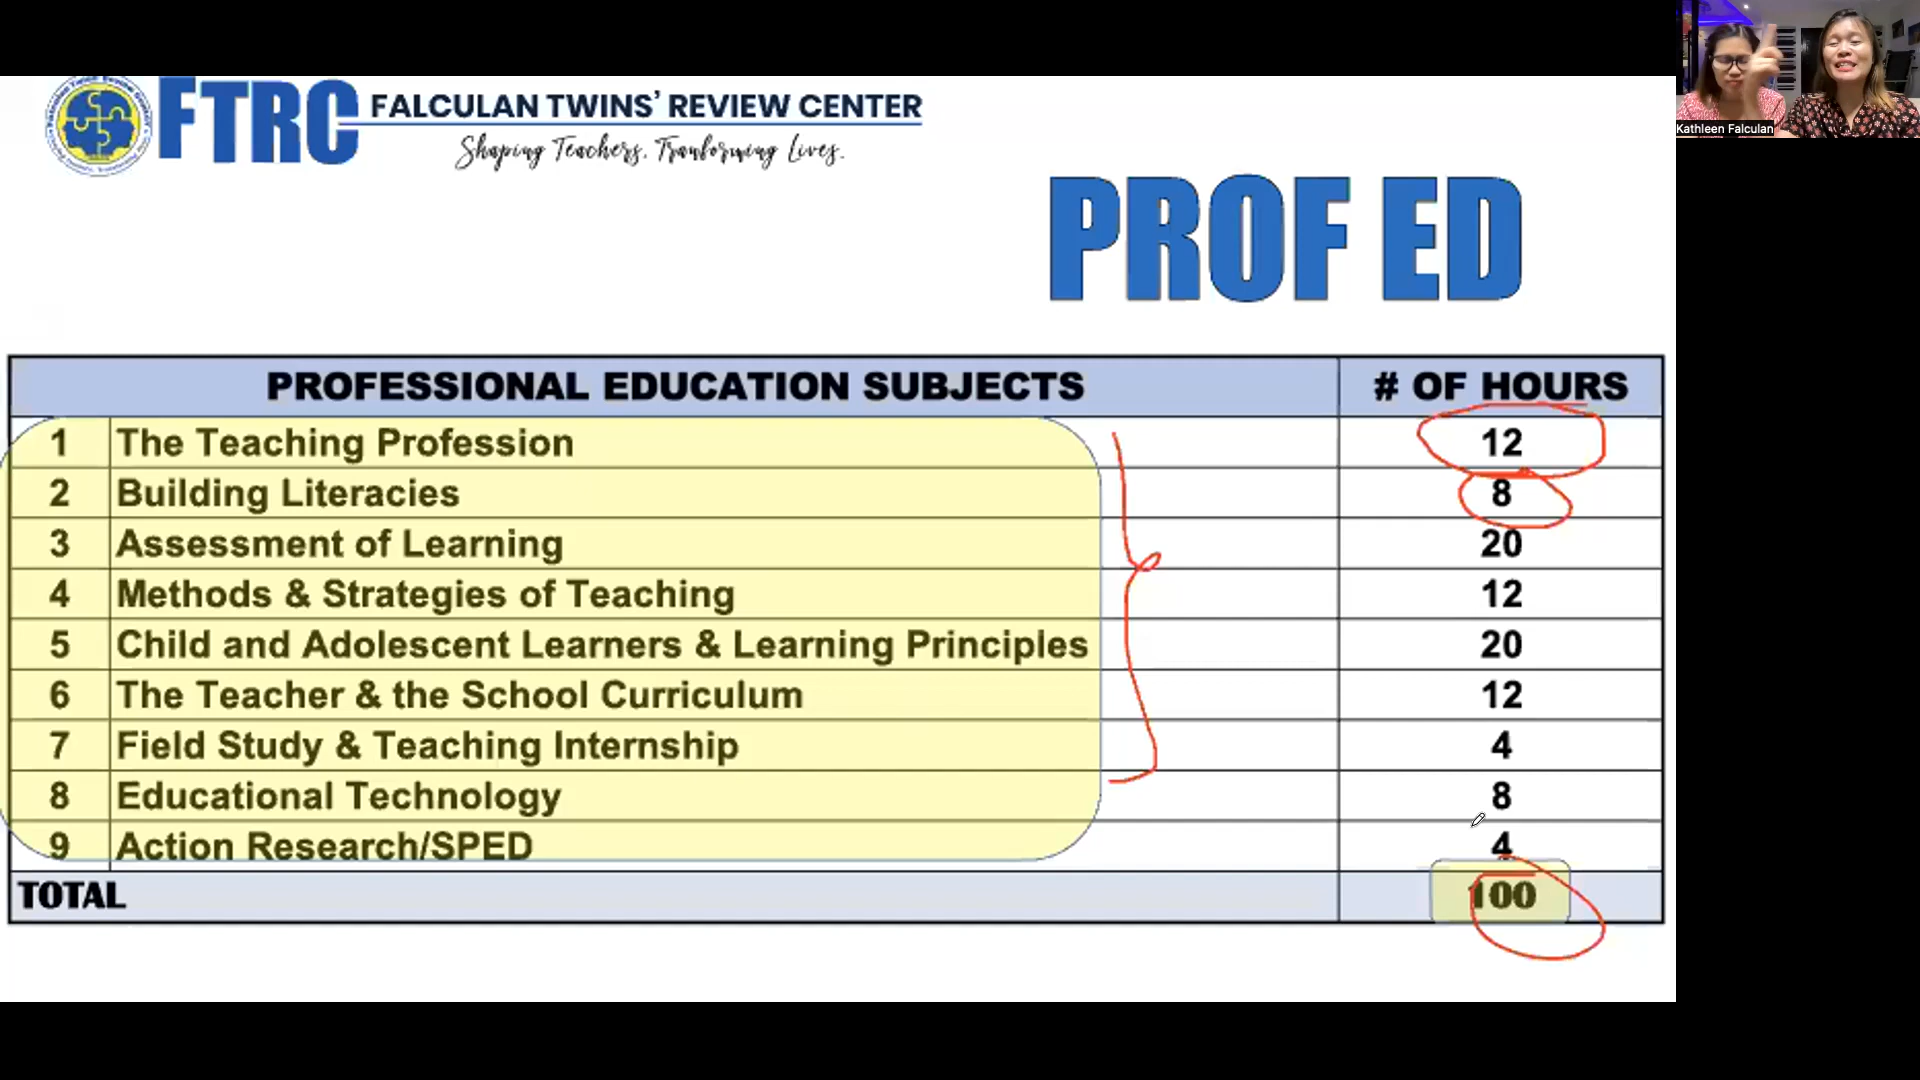 FTRC FALCULAN TWINS' REVIEW CENTER
Shaping Teachers, Tranforming Lives.
Kathleen Falculan
PROF ED
PROFESSIONAL EDUCATION SUBJECTS # OF HOURS
1 The Teaching Profession 12
2 Building Literacies 8
3 Assessment of Learning 20
4 Methods & Strategies of Teaching 12
5 Child and Adolescent Learners & Learning Principles 20
6 The Teacher & the School Curriculum 12
7 Field Study & Teaching Internship 4
8 Educational Technology 8
9 Action Research/SPED 4
TOTAL 100